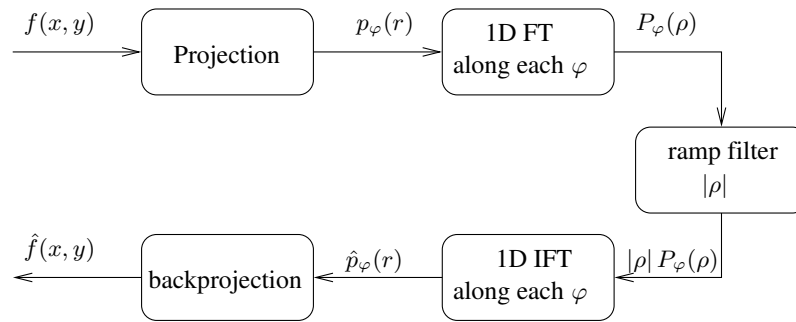 f(x, y)
Projection
p_φ(r)
1D FT
along each φ
P_φ(ρ)
ramp filter
|ρ|
|ρ| P_φ(ρ)
1D IFT
along each φ
p̂_φ(r)
backprojection
f̂(x, y)